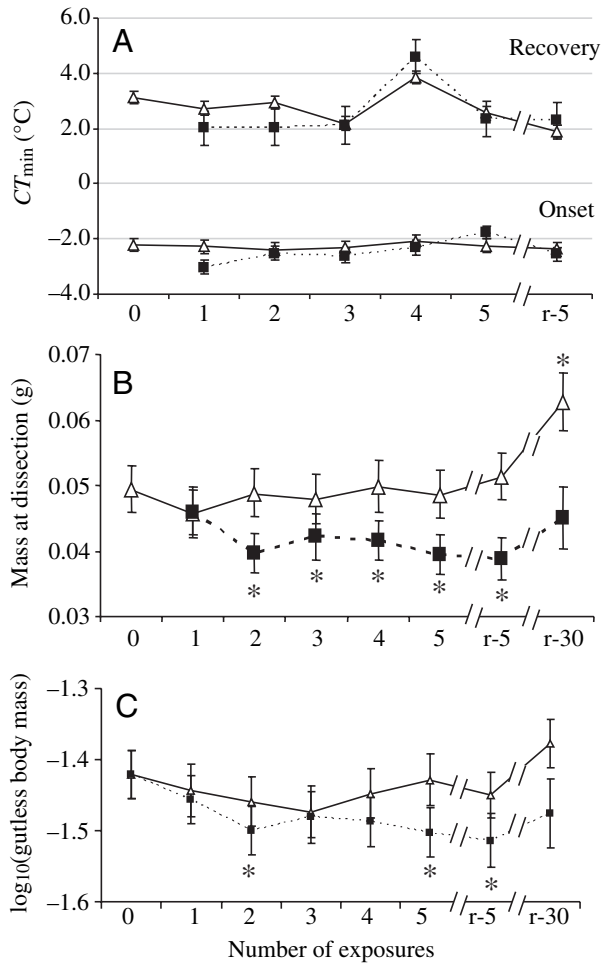 A
6.0
4.0
2.0
0
–2.0
–4.0
CTmin (°C)
Recovery
Onset
0 1 2 3 4 5 r-5
B
0.07
0.06
0.05
0.04
0.03
Mass at dissection (g)
*
* * * * *
0 1 2 3 4 5 r-5 r-30
C
–1.3
–1.4
–1.5
–1.6
log10(gutless body mass)
* * *
0 1 2 3 4 5 r-5 r-30
Number of exposures